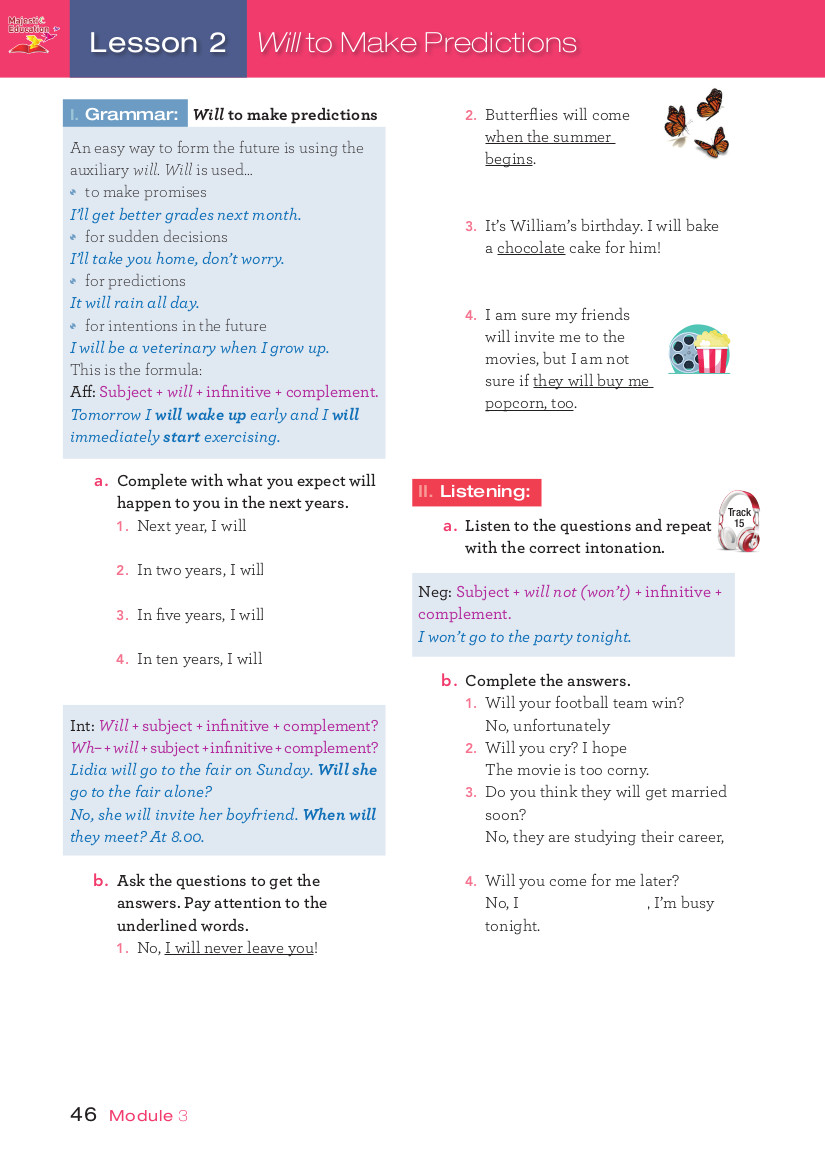 Majestic
Education
Lesson 2 Will to Make Predictions
I. Grammar: Will to make predictions
An easy way to form the future is using the
auxiliary will. Will is used...
to make promises
I'll get better grades next month.
for sudden decisions
I'll take you home, don't worry.
for predictions
It will rain all day.
for intentions in the future
I will be a veterinary when I grow up.
This is the formula:
Aff: Subject + will + infinitive + complement.
Tomorrow I will wake up early and I will
immediately start exercising.
a. Complete with what you expect will
happen to you in the next years.
1. Next year, I will
2. In two years, I will
3. In five years, I will
4. In ten years, I will
Int: Will + subject + infinitive + complement?
Wh– + will + subject + infinitive + complement?
Lidia will go to the fair on Sunday. Will she
go to the fair alone?
No, she will invite her boyfriend. When will
they meet? At 8.00.
b. Ask the questions to get the
answers. Pay attention to the
underlined words.
1. No, I will never leave you!
2. Butterflies will come
when the summer
begins.
3. It's William's birthday. I will bake
a chocolate cake for him!
4. I am sure my friends
will invite me to the
movies, but I am not
sure if they will buy me
popcorn, too.
II. Listening:
a. Listen to the questions and repeat
with the correct intonation.
Track
15
Neg: Subject + will not (won't) + infinitive +
complement.
I won't go to the party tonight.
b. Complete the answers.
1. Will your football team win?
No, unfortunately
2. Will you cry? I hope
The movie is too corny.
3. Do you think they will get married
soon?
No, they are studying their career,
4. Will you come for me later?
No, I , I'm busy
tonight.
46 Module 3